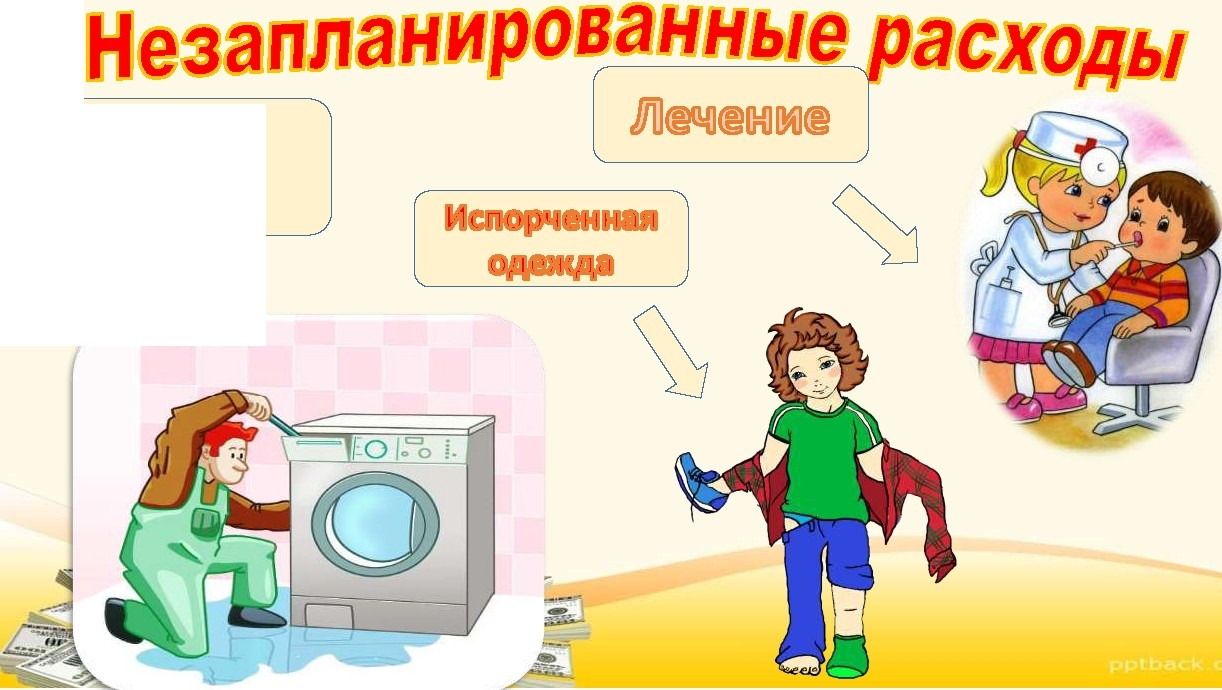 Незапланированные расходы
Лечение
Испорченная
одежда
pptback.c